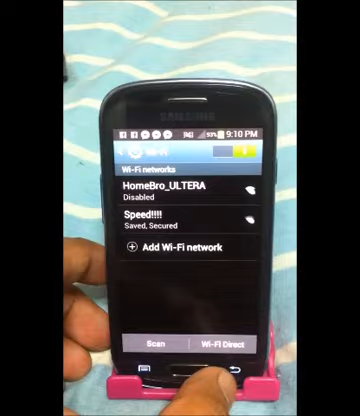 SAMSUNG
93% 9:10 PM
Wi-Fi
Wi-Fi networks
HomeBro_ULTERA
Disabled
Speed!!!!
Saved, Secured
Add Wi-Fi network
Scan
Wi-Fi Direct